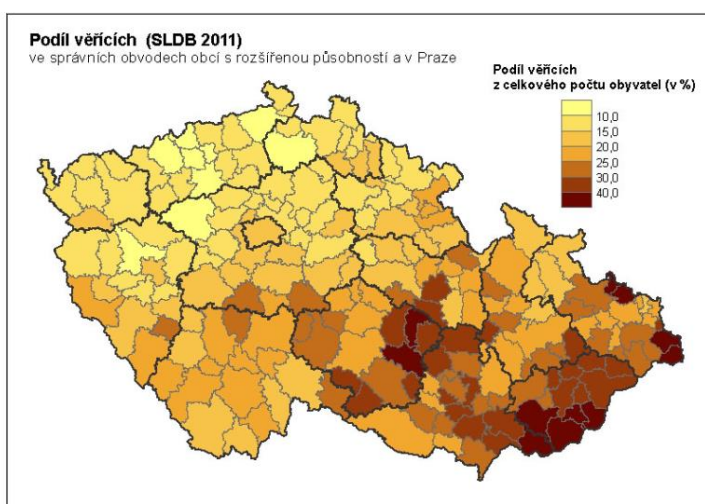 Podíl věřících (SLDB 2011)
ve správních obvodech obcí s rozšířenou působností a v Praze
Podíl věřících
z celkového počtu obyvatel (v %)
10,0
15,0
20,0
25,0
30,0
40,0